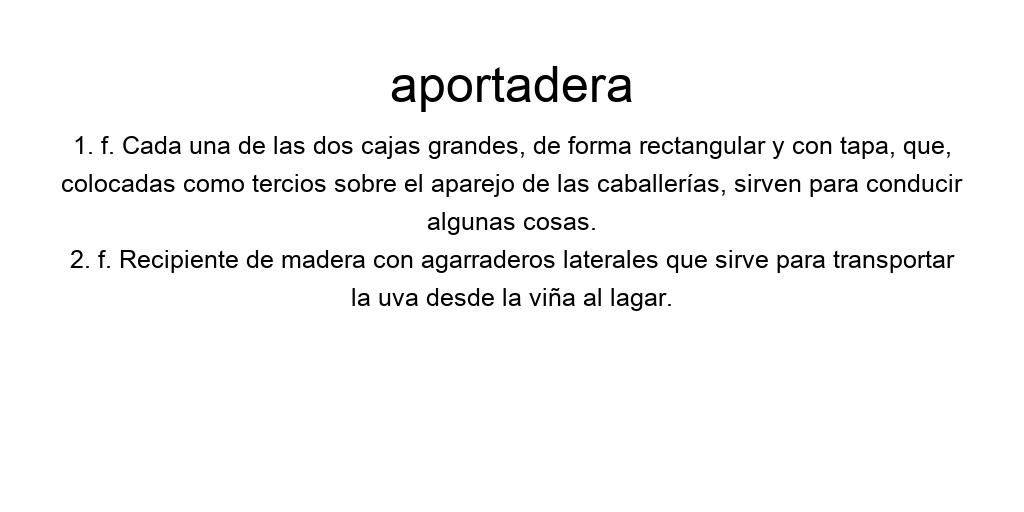 aportadera
1. f. Cada una de las dos cajas grandes, de forma rectangular y con tapa, que,
colocadas como tercios sobre el aparejo de las caballerías, sirven para conducir
algunas cosas.
2. f. Recipiente de madera con agarraderos laterales que sirve para transportar
la uva desde la viña al lagar.